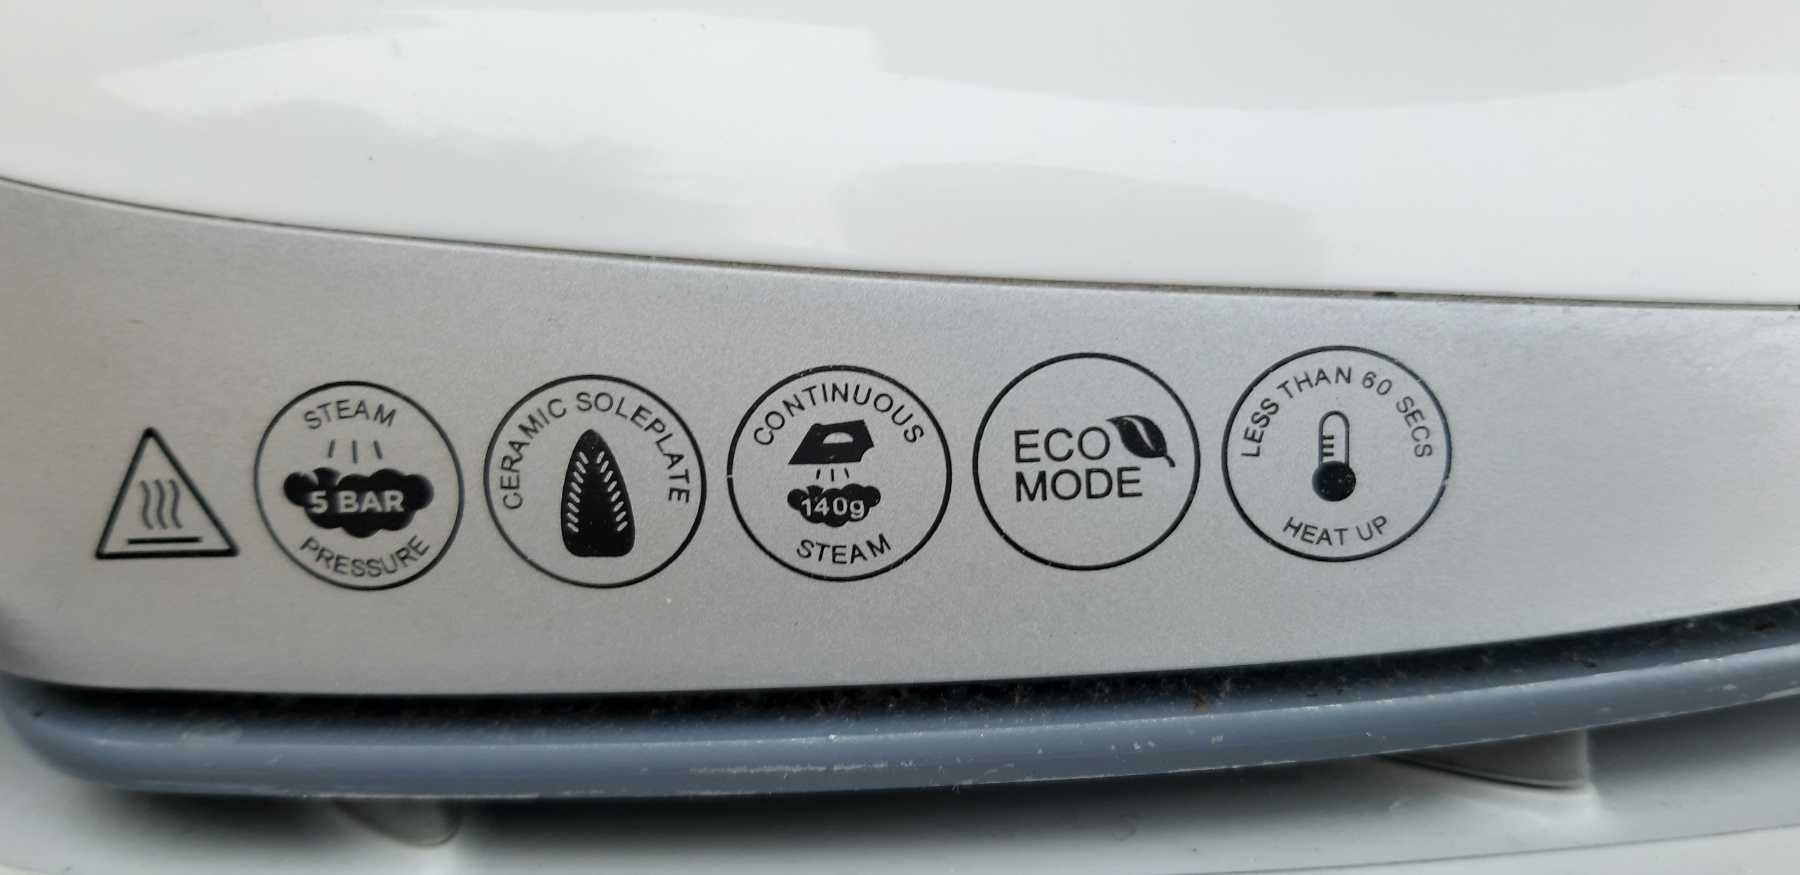 STEAM
5 BAR
PRESSURE
CERAMIC SOLEPLATE
CONTINUOUS
140g
STEAM
ECO
MODE
LESS THAN 60 SECS
HEAT UP